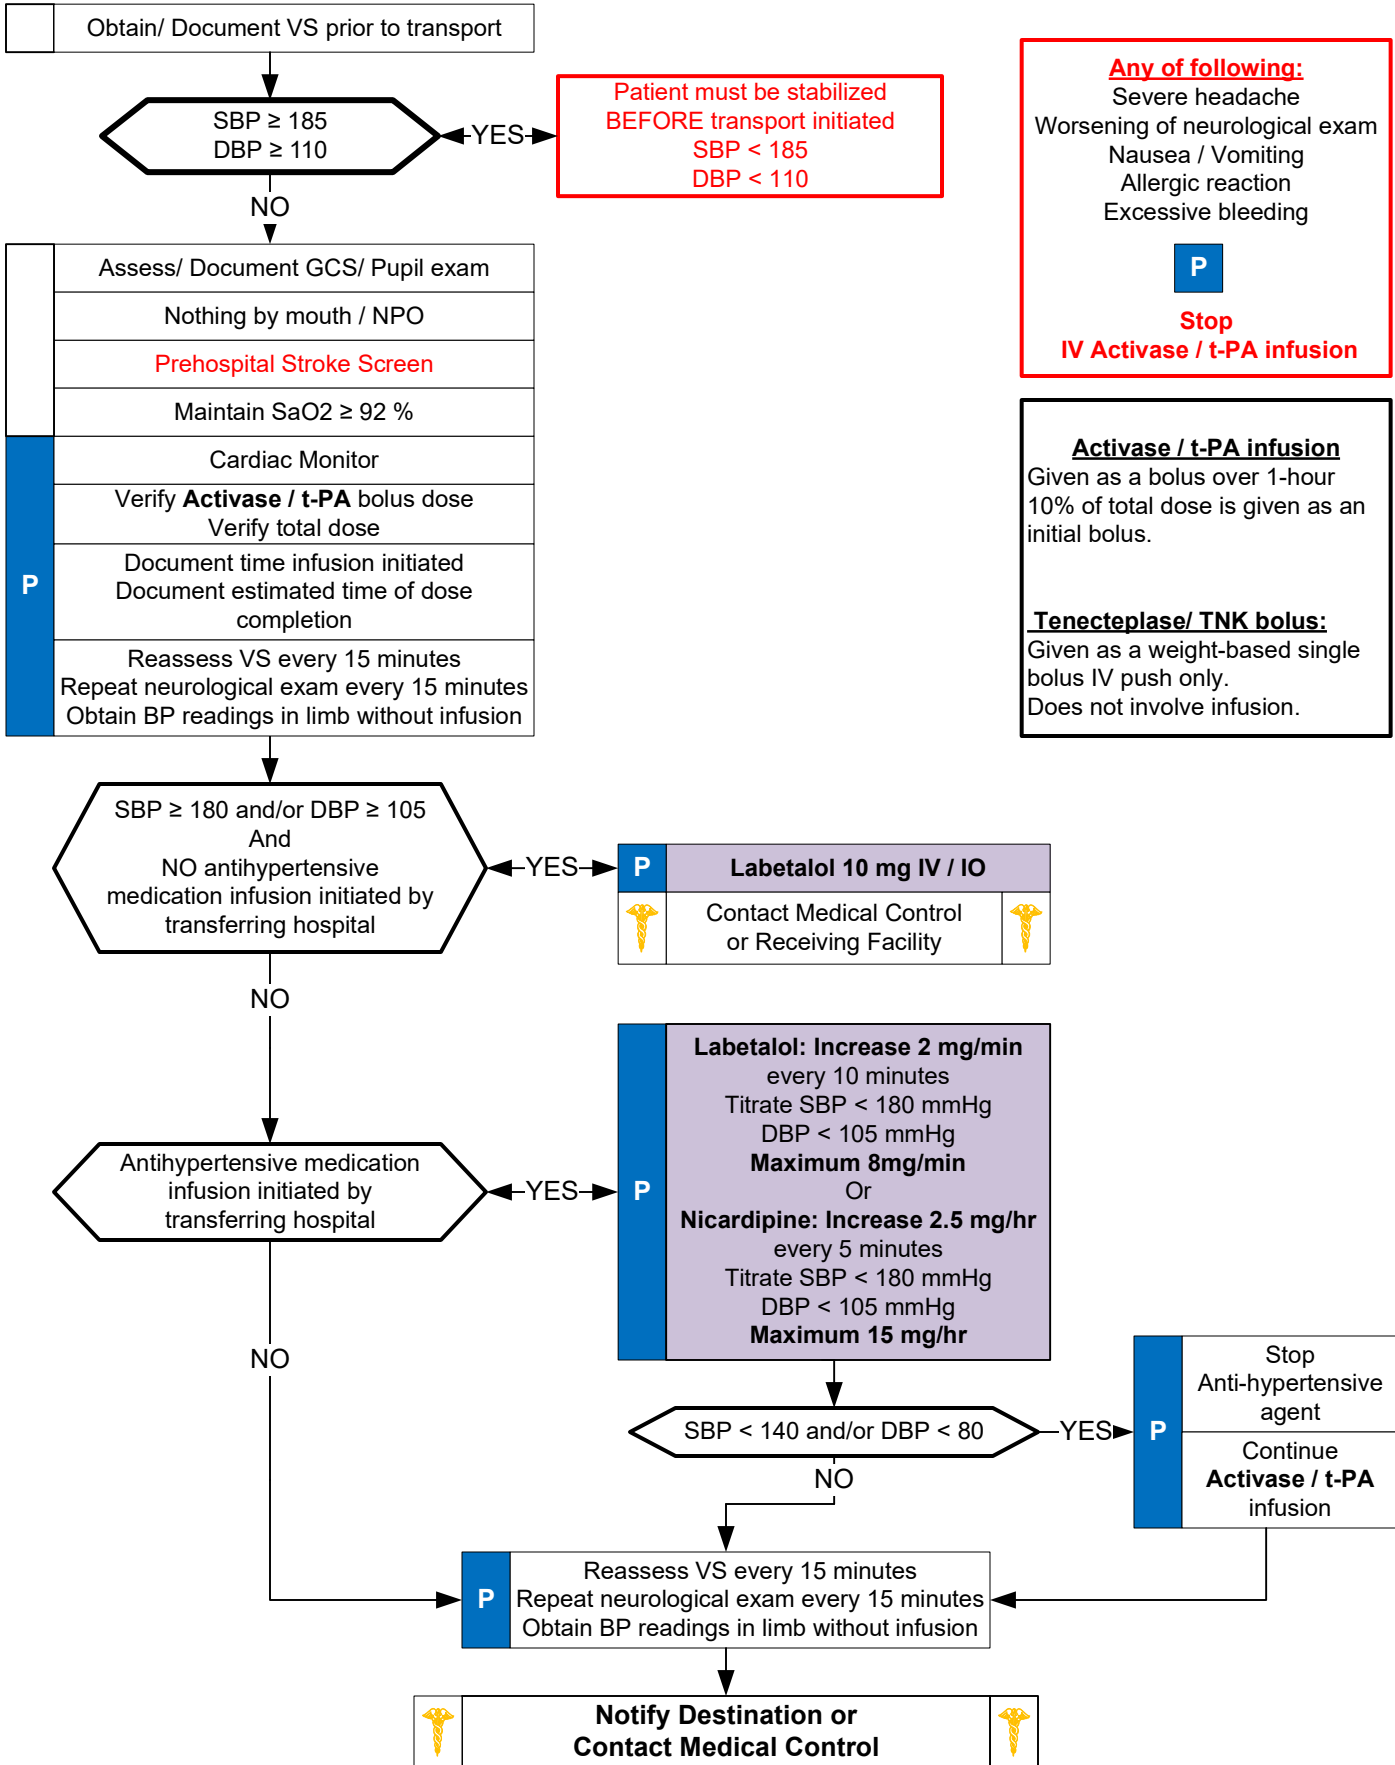 Obtain/ Document VS prior to transport
SBP ≥ 185
DBP ≥ 110
YES
Patient must be stabilized
BEFORE transport initiated
SBP < 185
DBP < 110
NO
Any of following:
Severe headache
Worsening of neurological exam
Nausea / Vomiting
Allergic reaction
Excessive bleeding
P
Stop
IV Activase / t-PA infusion
Assess/ Document GCS/ Pupil exam
Nothing by mouth / NPO
Prehospital Stroke Screen
Maintain SaO2 ≥ 92 %
P
Cardiac Monitor
Verify Activase / t-PA bolus dose
Verify total dose
Document time infusion initiated
Document estimated time of dose
completion
Reassess VS every 15 minutes
Repeat neurological exam every 15 minutes
Obtain BP readings in limb without infusion
Activase / t-PA infusion
Given as a bolus over 1-hour
10% of total dose is given as an
initial bolus.
Tenecteplase/ TNK bolus:
Given as a weight-based single
bolus IV push only.
Does not involve infusion.
SBP ≥ 180 and/or DBP ≥ 105
And
NO antihypertensive
medication infusion initiated by
transferring hospital
YES
P
Labetalol 10 mg IV / IO
Contact Medical Control
or Receiving Facility
NO
Antihypertensive medication
infusion initiated by
transferring hospital
YES
P
Labetalol: Increase 2 mg/min
every 10 minutes
Titrate SBP < 180 mmHg
DBP < 105 mmHg
Maximum 8mg/min
Or
Nicardipine: Increase 2.5 mg/hr
every 5 minutes
Titrate SBP < 180 mmHg
DBP < 105 mmHg
Maximum 15 mg/hr
NO
SBP < 140 and/or DBP < 80
YES
P
Stop
Anti-hypertensive
agent
Continue
Activase / t-PA
infusion
NO
P
Reassess VS every 15 minutes
Repeat neurological exam every 15 minutes
Obtain BP readings in limb without infusion
Notify Destination or
Contact Medical Control